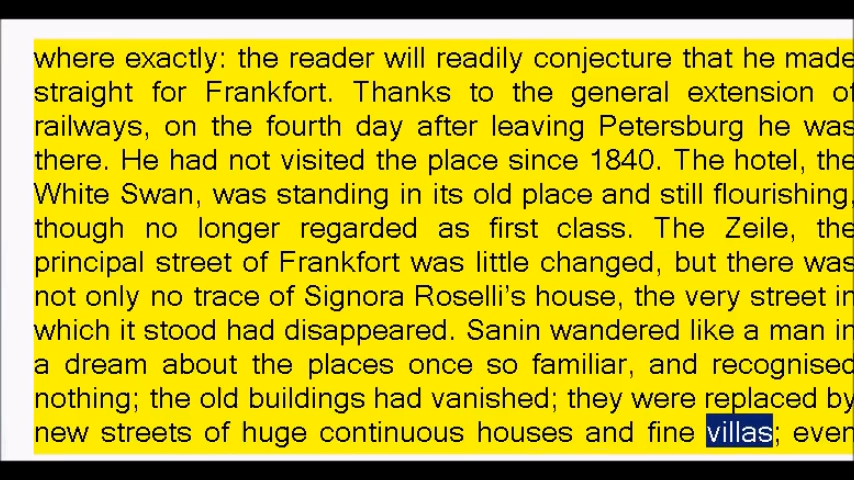 where exactly: the reader will readily conjecture that he made
straight for Frankfort. Thanks to the general extension of
railways, on the fourth day after leaving Petersburg he was
there. He had not visited the place since 1840. The hotel, the
White Swan, was standing in its old place and still flourishing,
though no longer regarded as first class. The Zeile, the
principal street of Frankfort was little changed, but there was
not only no trace of Signora Roselli’s house, the very street in
which it stood had disappeared. Sanin wandered like a man in
a dream about the places once so familiar, and recognised
nothing; the old buildings had vanished; they were replaced by
new streets of huge continuous houses and fine villas; even